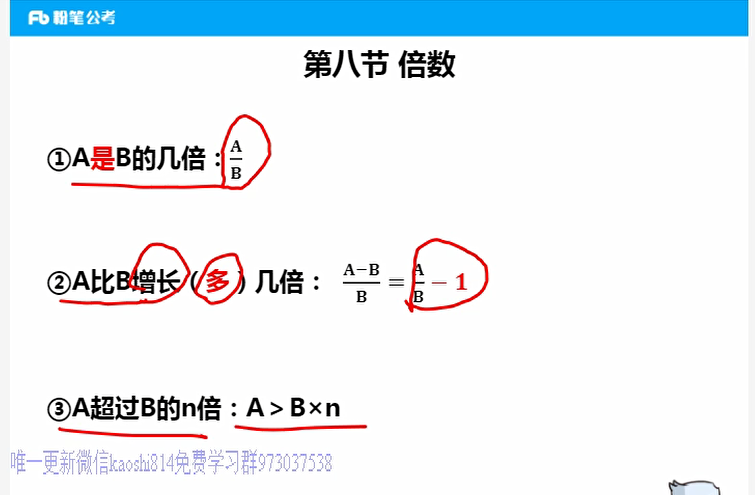 Fb 粉笔公考
第八节 倍数
①A是B的几倍：A/B
②A比B增长（多）几倍： A−B/B = A/B − 1
③A超过B的n倍：A＞B×n
唯一更新微信kaoshi814免费学习群973037538